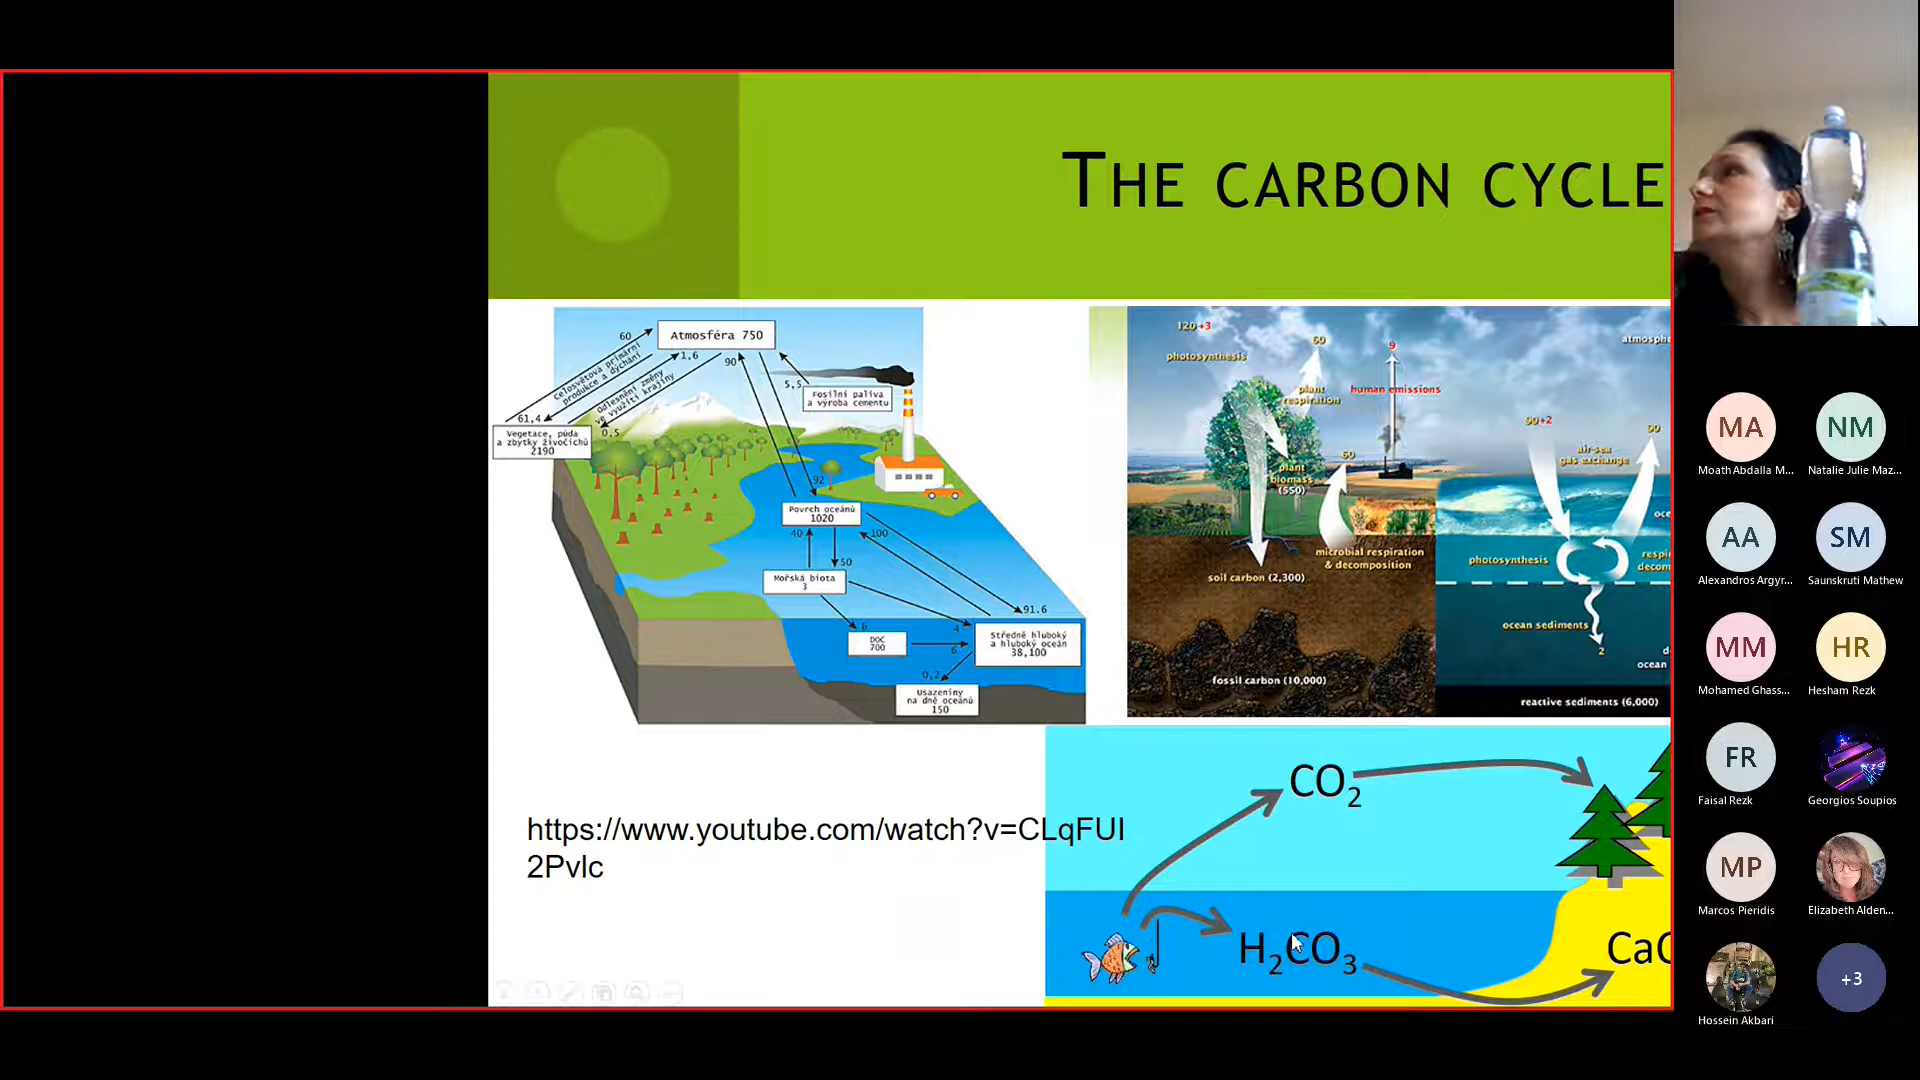 THE CARBON CYCLE
60
Atmosféra 750
1,6
90
celosvětová primární
produkce a dýchání
Odlesnění změny
ve využití krajiny
5,5
Fosilní paliva
a výroba cementu
61,4
0,5
Vegetace, půda
a zbytky živočichů
2190
92
Povrch oceánů
1020
40
100
50
Mořská biota
3
91.6
6
4
DOC
700
6
Středně hluboký
a hluboký oceán
38,100
0,2
Usazeniny
na dně oceánů
150
120+3
photosynthesis
60
plant
respiration
9
human emissions
atmosphe
plant
biomass
(550)
60
90+2
air-sea
gas exchange
90
oce
microbial respiration
& decomposition
photosynthesis
respi
decom
soil carbon (2,300)
ocean sediments
2
d
ocean
fossil carbon (10,000)
reactive sediments (6,000)
https://www.youtube.com/watch?v=CLqFUI
2Pvlc
CO2
H2CO3
CaC
MA
Moath Abdalla M...
NM
Natalie Julie Maz...
AA
Alexandros Argyr...
SM
Saunskruti Mathew
MM
Mohamed Ghass...
HR
Hesham Rezk
FR
Faisal Rezk
Georgios Soupios
MP
Marcos Pieridis
Elizabeth Alden...
Hossein Akbari
+3